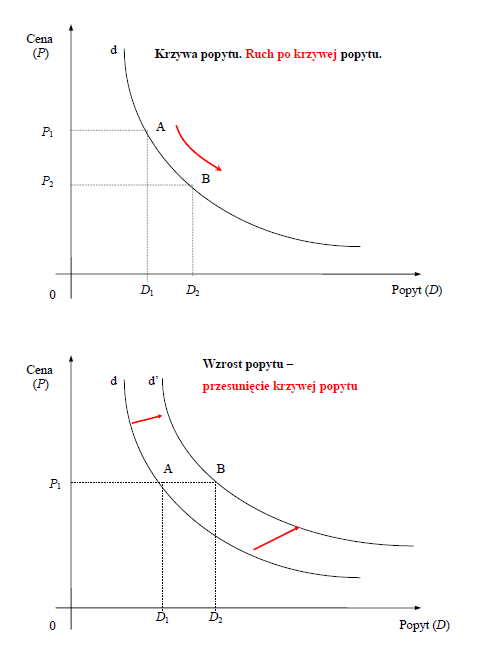 Cena
(P)
d
Krzywa popytu. Ruch po krzywej popytu.
P1
A
P2
B
0
D1
D2
Popyt (D)
Cena
(P)
d
d’
Wzrost popytu –
przesunięcie krzywej popytu
A
B
P1
0
D1
D2
Popyt (D)